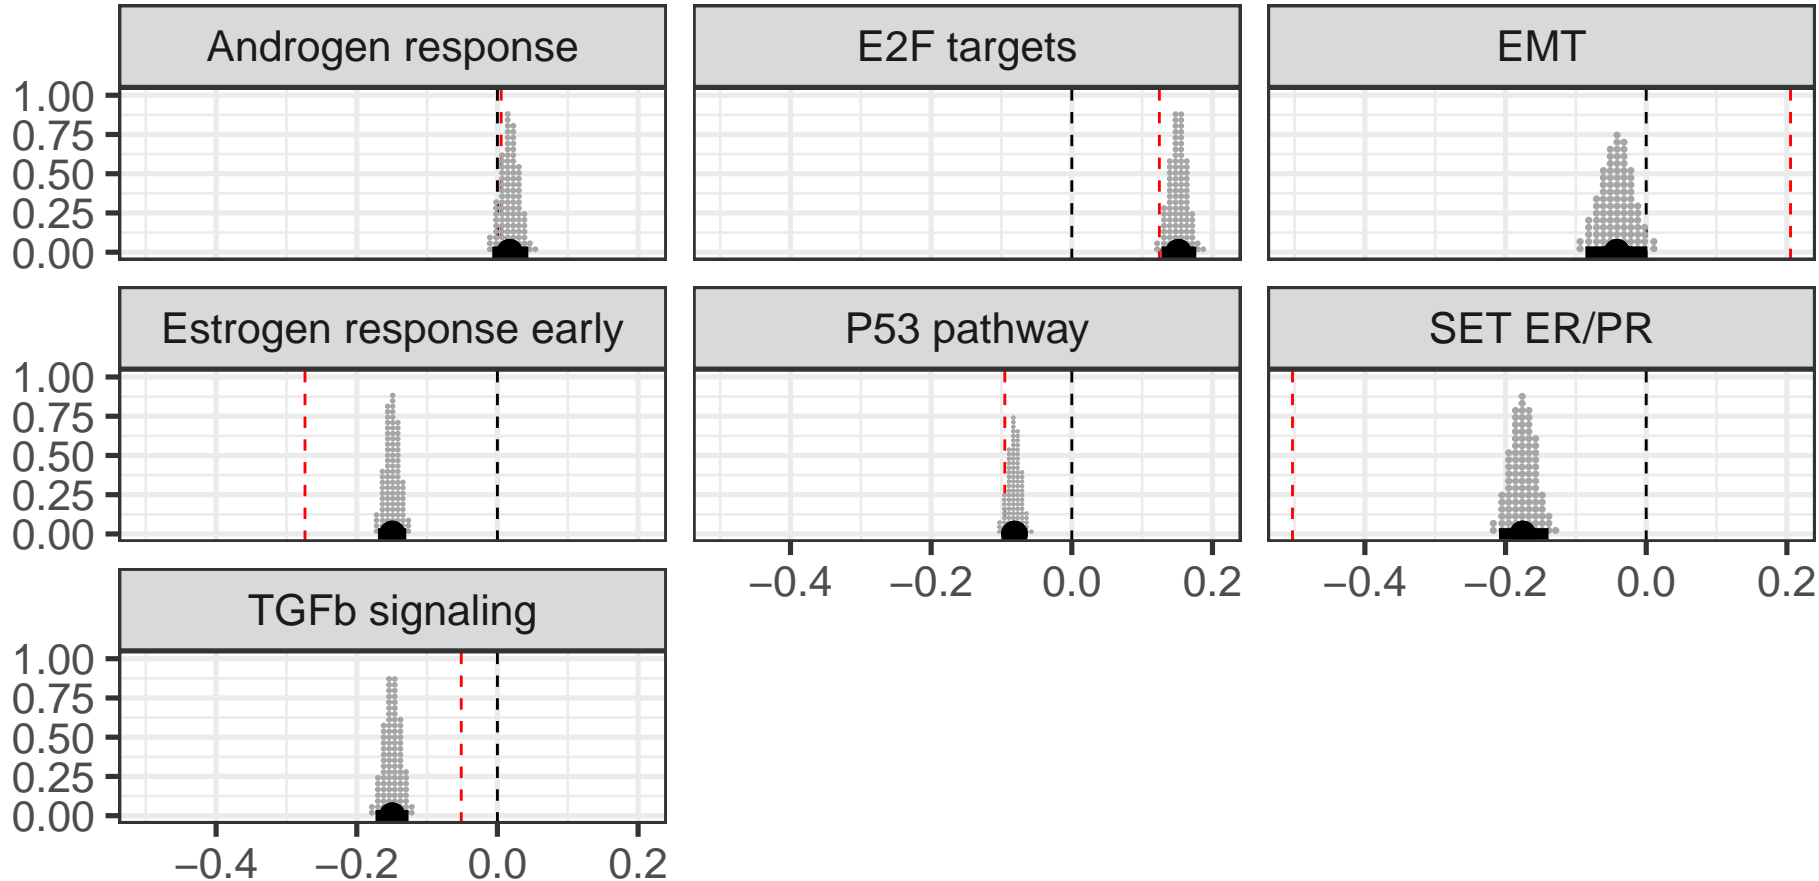 Androgen response
E2F targets
EMT
1.00
0.75
0.50
0.25
0.00
Estrogen response early
P53 pathway
SET ER/PR
1.00
0.75
0.50
0.25
0.00
−0.4 −0.2 0.0 0.2
−0.4 −0.2 0.0 0.2
TGFb signaling
1.00
0.75
0.50
0.25
0.00
−0.4 −0.2 0.0 0.2